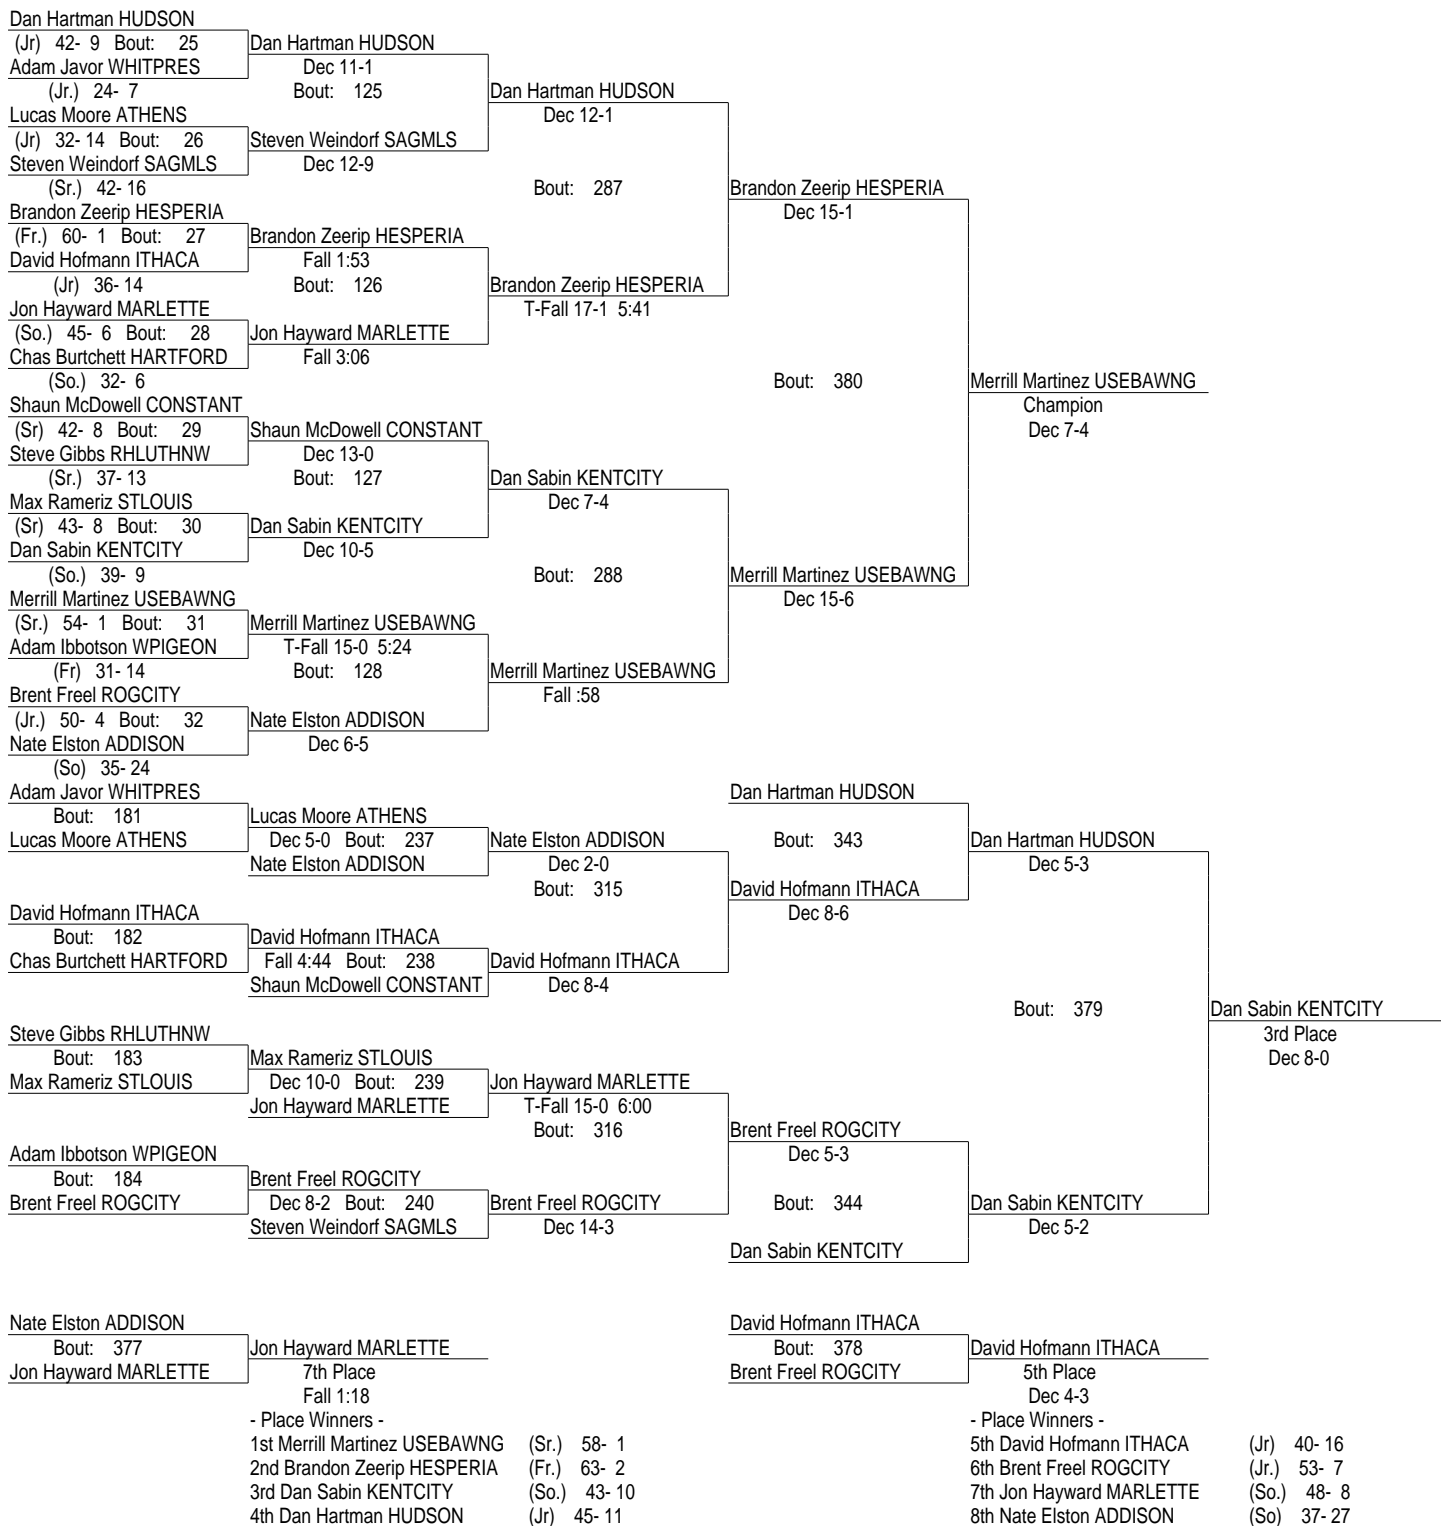 Dan Hartman HUDSON
(Jr) 42- 9 Bout: 25 Dan Hartman HUDSON
Adam Javor WHITPRES Dec 11-1
(Jr.) 24- 7 Bout: 125 Dan Hartman HUDSON
Lucas Moore ATHENS Dec 12-1
(Jr) 32- 14 Bout: 26 Steven Weindorf SAGMLS
Steven Weindorf SAGMLS Dec 12-9
(Sr.) 42- 16 Bout: 287 Brandon Zeerip HESPERIA
Brandon Zeerip HESPERIA Dec 15-1
(Fr.) 60- 1 Bout: 27 Brandon Zeerip HESPERIA
David Hofmann ITHACA Fall 1:53
(Jr) 36- 14 Bout: 126 Brandon Zeerip HESPERIA
Jon Hayward MARLETTE T-Fall 17-1 5:41
(So.) 45- 6 Bout: 28 Jon Hayward MARLETTE
Chas Burtchett HARTFORD Fall 3:06
(So.) 32- 6 Bout: 380 Merrill Martinez USEBAWNG
Shaun McDowell CONSTANT Champion
(Sr) 42- 8 Bout: 29 Shaun McDowell CONSTANT Dec 7-4
Steve Gibbs RHLUTHNW Dec 13-0
(Sr.) 37- 13 Bout: 127 Dan Sabin KENTCITY
Max Rameriz STLOUIS Dec 7-4
(Sr) 43- 8 Bout: 30 Dan Sabin KENTCITY
Dan Sabin KENTCITY Dec 10-5
(So.) 39- 9 Bout: 288 Merrill Martinez USEBAWNG
Merrill Martinez USEBAWNG Dec 15-6
(Sr.) 54- 1 Bout: 31 Merrill Martinez USEBAWNG
Adam Ibbotson WPIGEON T-Fall 15-0 5:24
(Fr) 31- 14 Bout: 128 Merrill Martinez USEBAWNG
Brent Freel ROGCITY Fall :58
(Jr.) 50- 4 Bout: 32 Nate Elston ADDISON
Nate Elston ADDISON Dec 6-5
(So) 35- 24
Adam Javor WHITPRES Dan Hartman HUDSON
Bout: 181 Lucas Moore ATHENS
Lucas Moore ATHENS Dec 5-0 Bout: 237 Nate Elston ADDISON Bout: 343 Dan Hartman HUDSON
Nate Elston ADDISON Dec 2-0 Dec 5-3
Bout: 315 David Hofmann ITHACA
David Hofmann ITHACA Dec 8-6
Bout: 182 David Hofmann ITHACA
Chas Burtchett HARTFORD Fall 4:44 Bout: 238 David Hofmann ITHACA
Shaun McDowell CONSTANT Dec 8-4
Bout: 379 Dan Sabin KENTCITY
Steve Gibbs RHLUTHNW 3rd Place
Bout: 183 Max Rameriz STLOUIS Dec 8-0
Max Rameriz STLOUIS Dec 10-0 Bout: 239 Jon Hayward MARLETTE
Jon Hayward MARLETTE T-Fall 15-0 6:00
Bout: 316 Brent Freel ROGCITY
Adam Ibbotson WPIGEON Dec 5-3
Bout: 184 Brent Freel ROGCITY
Brent Freel ROGCITY Dec 8-2 Bout: 240 Brent Freel ROGCITY Bout: 344 Dan Sabin KENTCITY
Steven Weindorf SAGMLS Dec 14-3 Dec 5-2
Dan Sabin KENTCITY
Nate Elston ADDISON David Hofmann ITHACA
Bout: 377 Jon Hayward MARLETTE Bout: 378 David Hofmann ITHACA
Jon Hayward MARLETTE 7th Place Brent Freel ROGCITY 5th Place
Fall 1:18 Dec 4-3
- Place Winners - - Place Winners -
1st Merrill Martinez USEBAWNG (Sr.) 58- 1 5th David Hofmann ITHACA (Jr) 40- 16
2nd Brandon Zeerip HESPERIA (Fr.) 63- 2 6th Brent Freel ROGCITY (Jr.) 53- 7
3rd Dan Sabin KENTCITY (So.) 43- 10 7th Jon Hayward MARLETTE (So.) 48- 8
4th Dan Hartman HUDSON (Jr) 45- 11 8th Nate Elston ADDISON (So) 37- 27